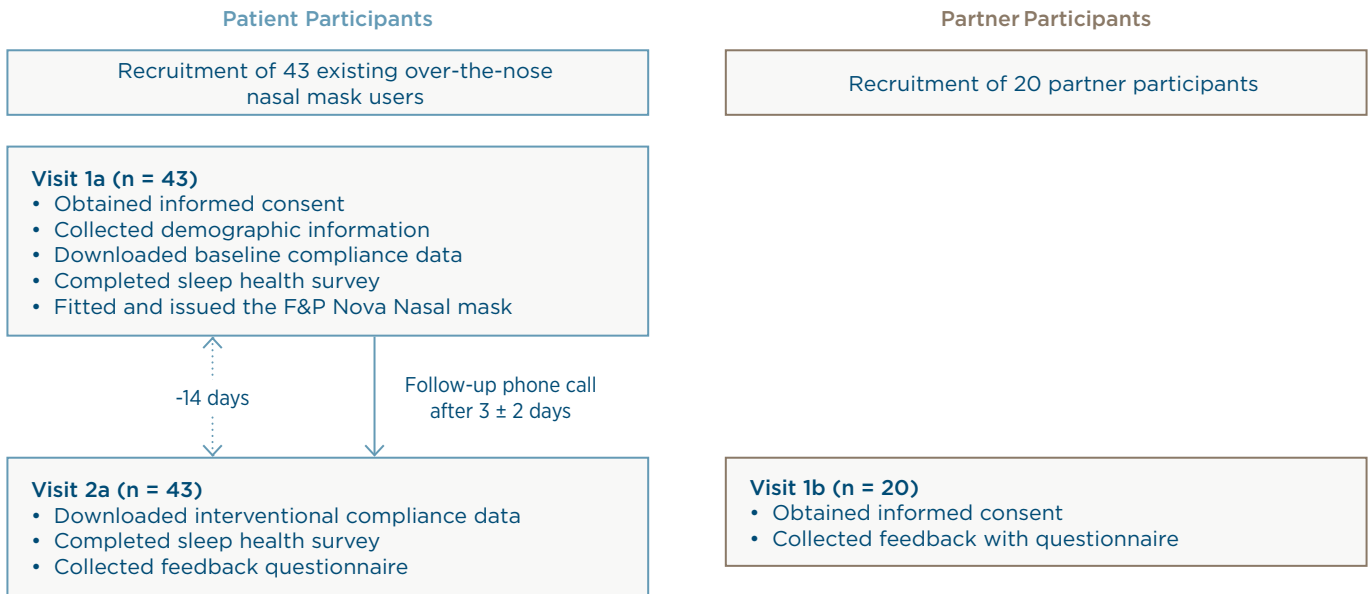 Patient Participants
Recruitment of 43 existing over-the-nose
nasal mask users
Visit 1a (n = 43)
• Obtained informed consent
• Collected demographic information
• Downloaded baseline compliance data
• Completed sleep health survey
• Fitted and issued the F&P Nova Nasal mask
-14 days
Follow-up phone call
after 3 ± 2 days
Visit 2a (n = 43)
• Downloaded interventional compliance data
• Completed sleep health survey
• Collected feedback questionnaire
Partner Participants
Recruitment of 20 partner participants
Visit 1b (n = 20)
• Obtained informed consent
• Collected feedback with questionnaire